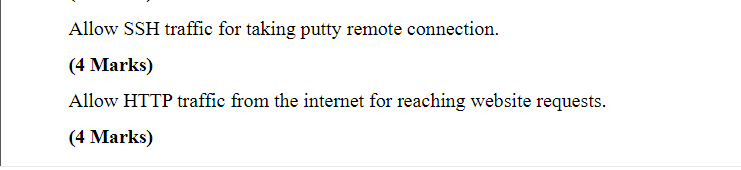 Allow SSH traffic for taking putty remote connection.
(4 Marks)
Allow HTTP traffic from the internet for reaching website requests.
(4 Marks)